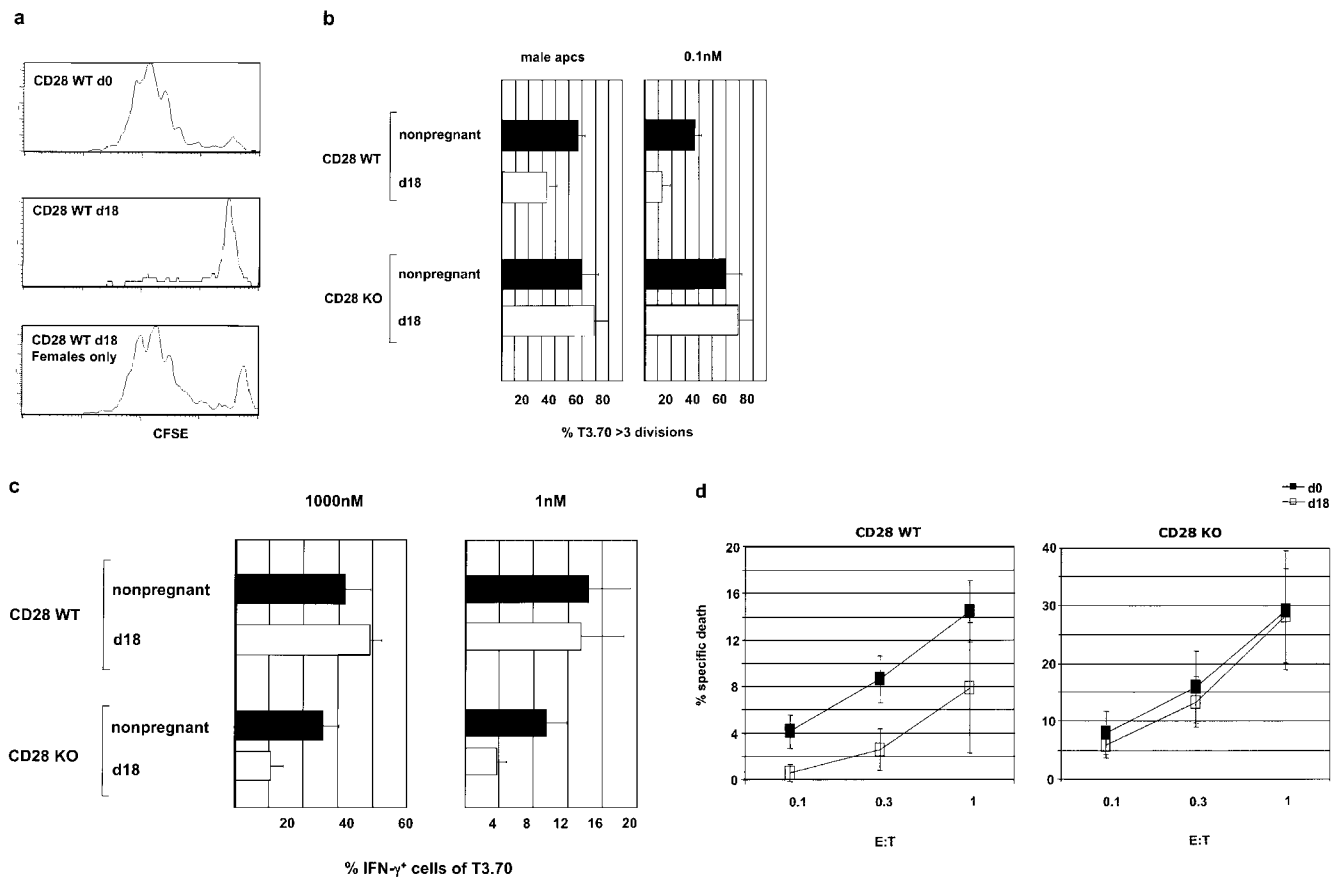 a
CD28 WT d0
CD28 WT d18
CD28 WT d18
Females only
CFSE
b
male apcs
0.1nM
CD28 WT
nonpregnant
d18
CD28 KO
nonpregnant
d18
20 40 60 80
20 40 60 80
% T3.70 >3 divisions
c
1000nM
1nM
CD28 WT
nonpregnant
d18
CD28 KO
nonpregnant
d18
20 40 60
4 8 12 16 20
% IFN-γ+ cells of T3.70
d
d0
d18
CD28 WT
% specific death
20
16
12
8
4
0
0.1 0.3 1
E:T
CD28 KO
40
30
20
10
0
0.1 0.3 1
E:T